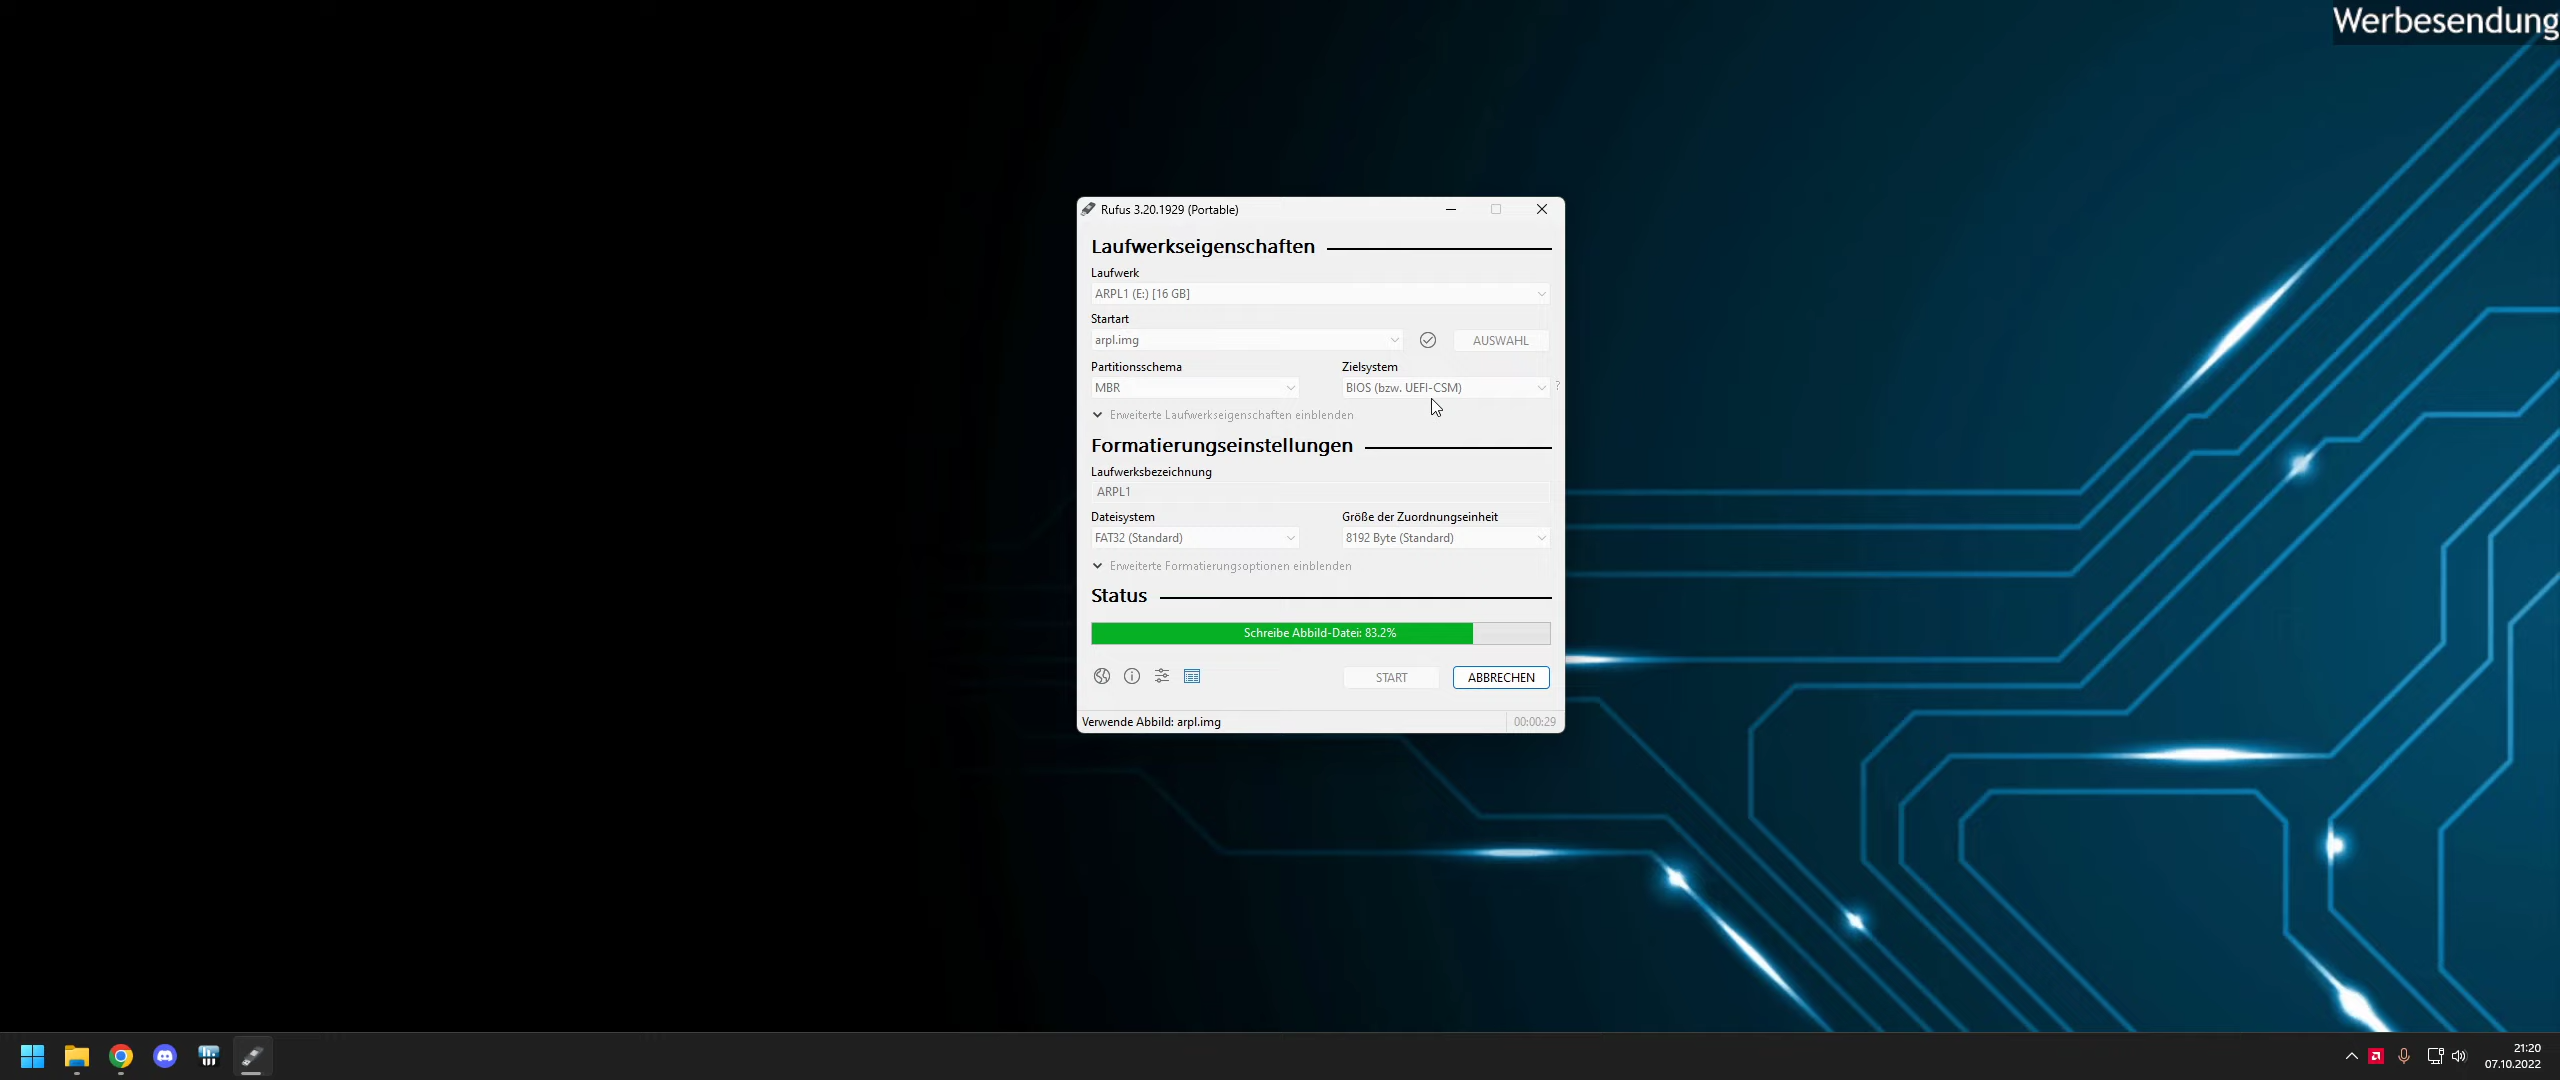 Werbesendung
Rufus 3.20.1929 (Portable)
Laufwerkseigenschaften
Laufwerk
ARPL1 (E:) [16 GB]
Startart
arpl.img
AUSWAHL
Partitionsschema
Zielsystem
MBR
BIOS (bzw. UEFI-CSM)
?
Erweiterte Laufwerkseigenschaften einblenden
Formatierungseinstellungen
Laufwerksbezeichnung
ARPL1
Dateisystem
Größe der Zuordnungseinheit
FAT32 (Standard)
8192 Byte (Standard)
Erweiterte Formatierungsoptionen einblenden
Status
Schreibe Abbild-Datei: 83.2%
START
ABBRECHEN
Verwende Abbild: arpl.img
00:00:29
21:20
07.10.2022